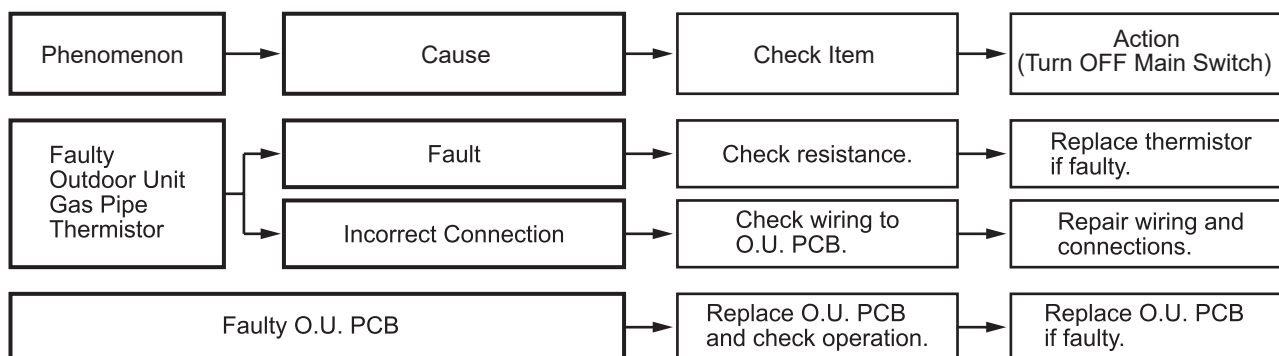 Phenomenon
Cause
Check Item
Action
(Turn OFF Main Switch)
Faulty
Outdoor Unit
Gas Pipe
Thermistor
Fault
Check resistance.
Replace thermistor
if faulty.
Incorrect Connection
Check wiring to
O.U. PCB.
Repair wiring and
connections.
Faulty O.U. PCB
Replace O.U. PCB
and check operation.
Replace O.U. PCB
if faulty.